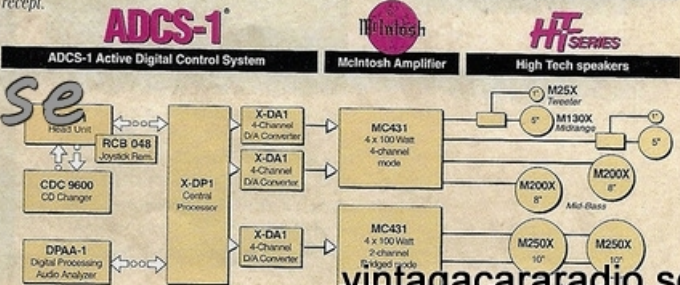 recept.
ADCS-1®
McIntosh
HT SERIES
ADCS-1 Active Digital Control System
McIntosh Amplifier
High Tech speakers
se
Head Unit
RCB 048
Joystick Rem.
CDC 9600
CD Changer
DPAA-1
Digital Processing
Audio Analyzer
X-DP1
Central
Processor
X-DA1
4-Channel
D/A Converter
X-DA1
4-Channel
D/A Converter
X-DA1
4-Channel
D/A Converter
MC431
4 x 100 Watt
4-channel
mode
MC431
4 x 100 Watt
2-channel
Bridged mode
M25X
1"
Tweeter
M130X
5"
Midrange
1"
5"
M200X
8"
M200X
8"
Mid-Bass
M250X
10"
M250X
10"
vintagacararadio.se